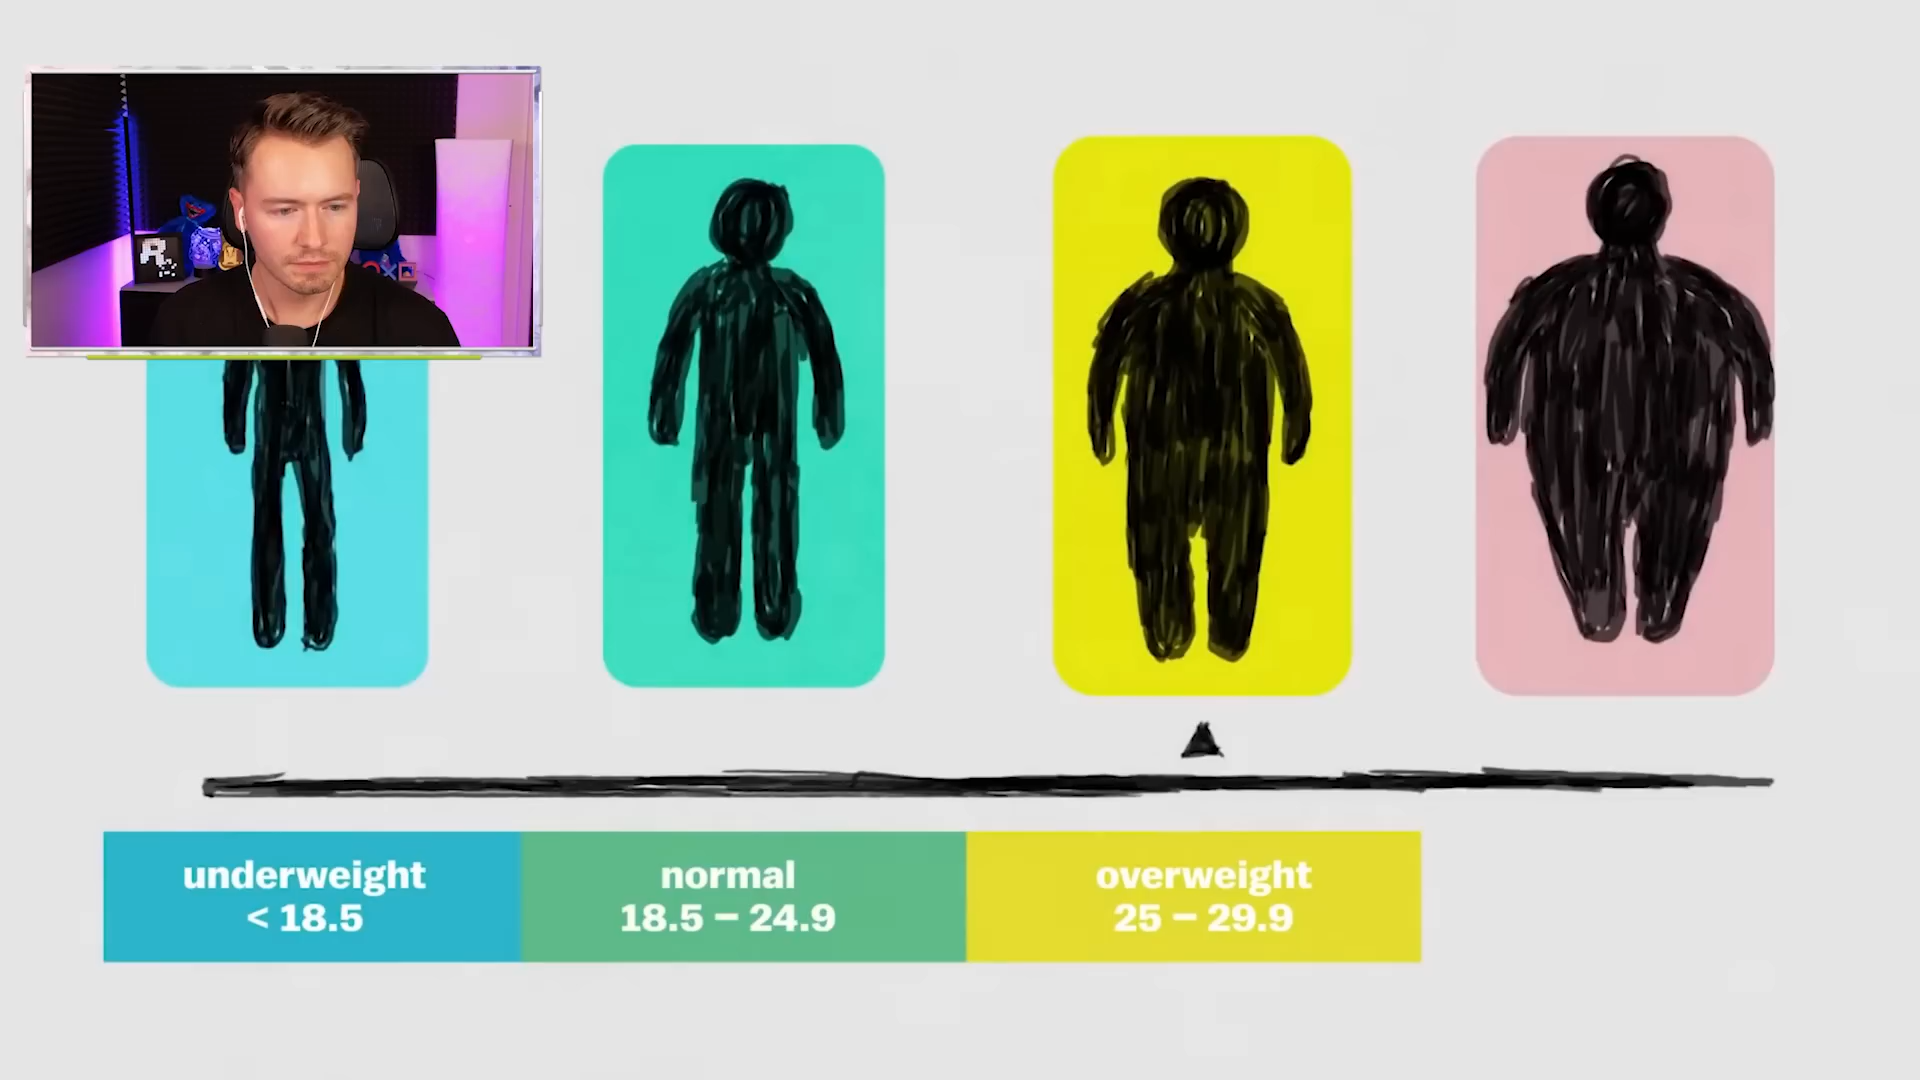 underweight
< 18.5
normal
18.5 – 24.9
overweight
25 – 29.9